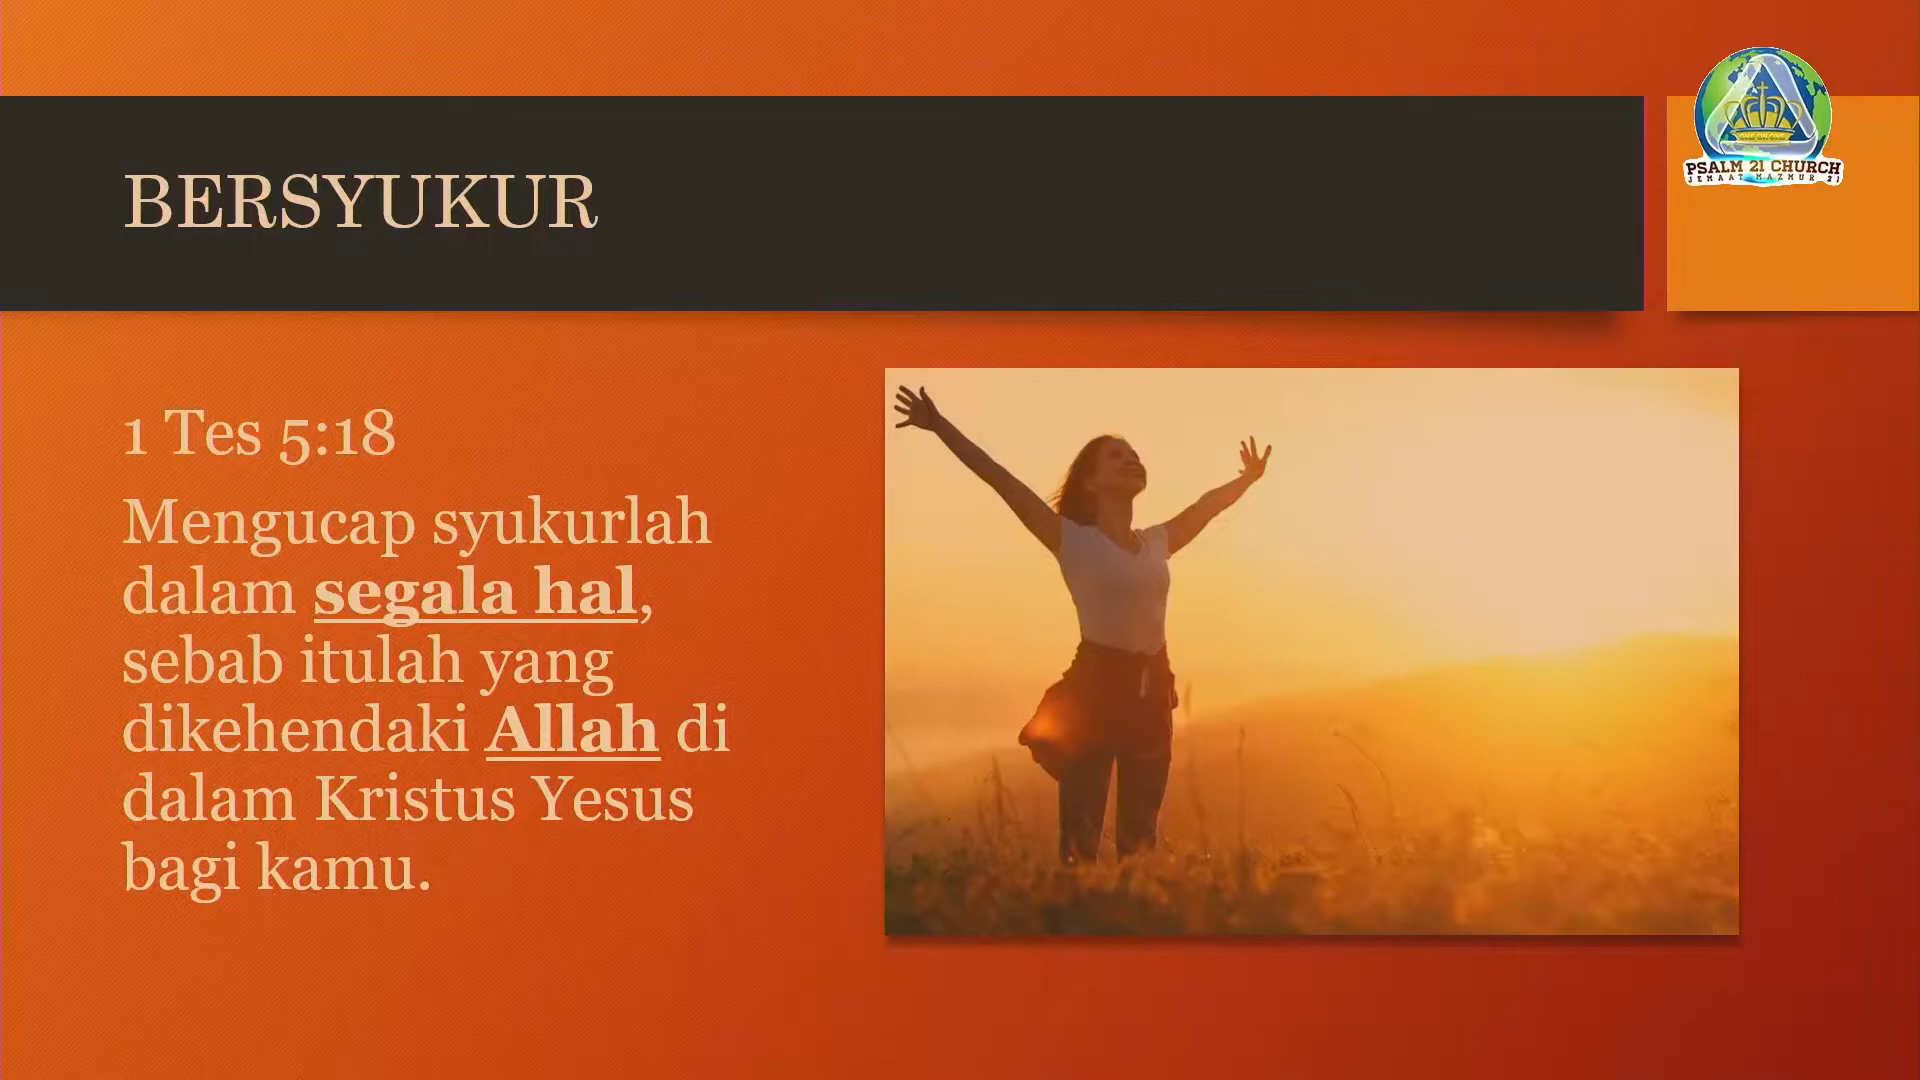 BERSYUKUR
PSALM 21 CHURCH
JEMAAT MAZMUR 21
1 Tes 5:18
Mengucap syukurlah
dalam segala hal,
sebab itulah yang
dikehendaki Allah di
dalam Kristus Yesus
bagi kamu.